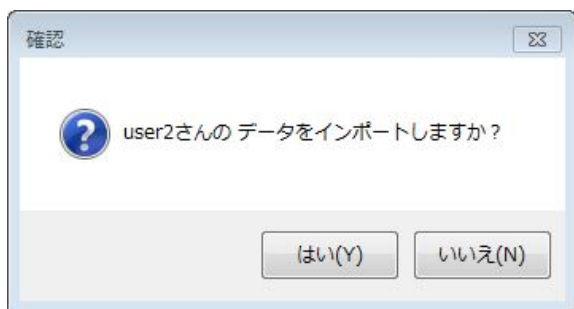 確認
user2さんの データをインポートしますか？
はい(Y)
いいえ(N)